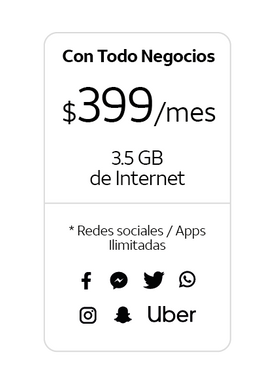 Con Todo Negocios
$399/mes
3.5 GB
de Internet
* Redes sociales / Apps
Ilimitadas
Uber